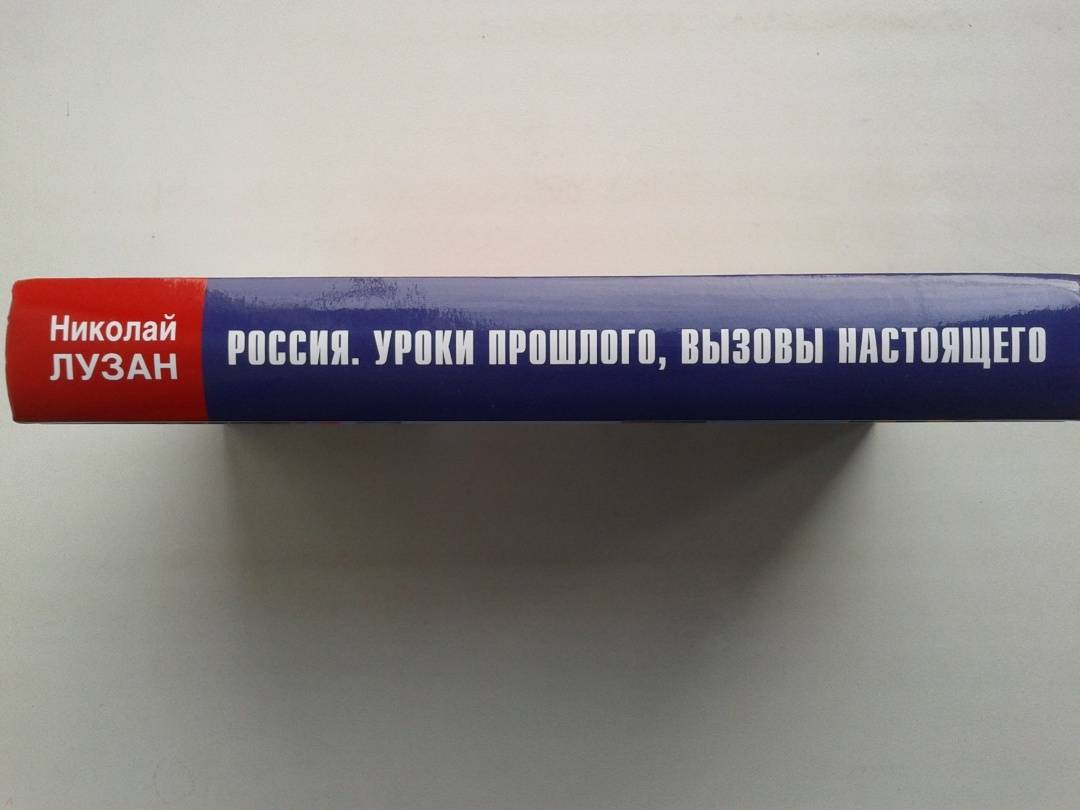 Николай
ЛУЗАН
РОССИЯ. УРОКИ ПРОШЛОГО, ВЫЗОВЫ НАСТОЯЩЕГО